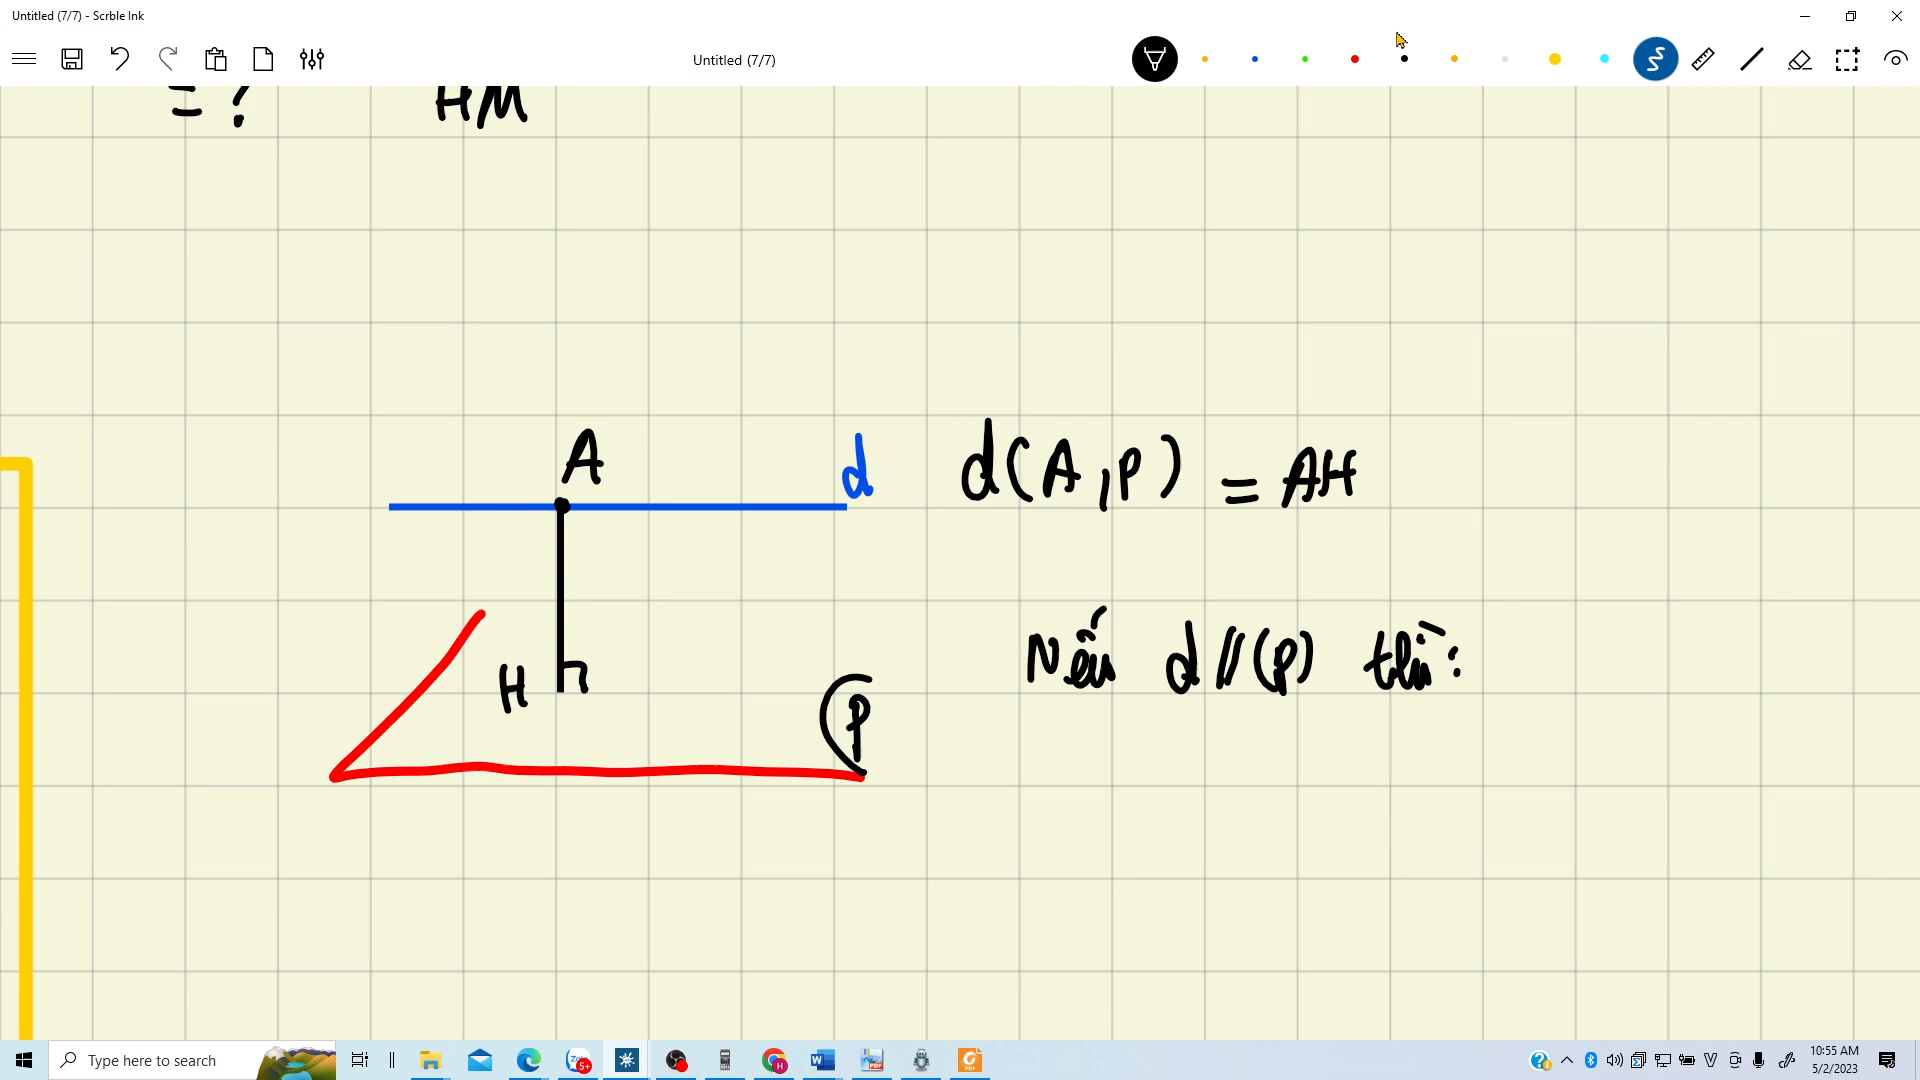 Untitled (7/7) - Scrble Ink
Untitled (7/7)
= ? HM
A
d
d(A,P) = AH
Nếu d//(P) thì:
H
(P
Type here to search
5+
H
10:55 AM
5/2/2023